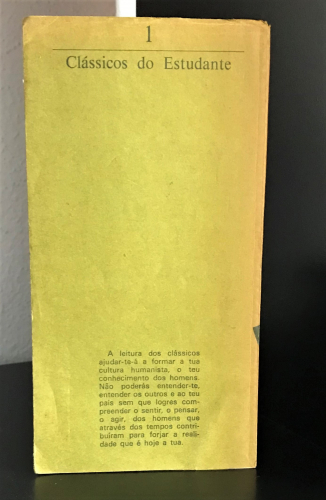 1
Clássicos do Estudante
A leitura dos clássicos
ajudar-te-á a formar a tua
cultura humanista, o teu
conhecimento dos homens.
Não poderás entender-te,
entender os outros e ao teu
país sem que logres com-
preender o sentir, o pensar,
o agir, dos homens que
através dos tempos contri-
buíram para forjar a reali-
dade que é hoje a tua.